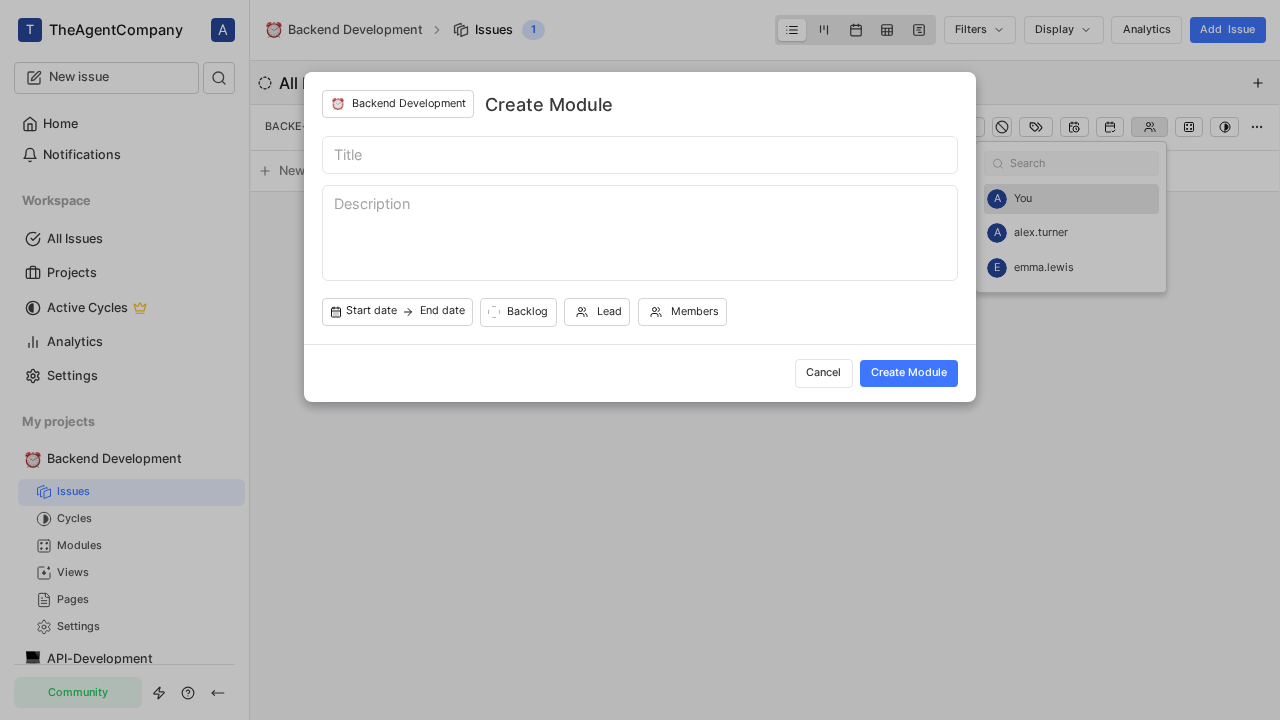 T TheAgentCompany A
New issue
Home
Notifications
Workspace
All Issues
Projects
Active Cycles
Analytics
Settings
My projects
Backend Development
Issues
Cycles
Modules
Views
Pages
Settings
API-Development
Community
Backend Development Issues 1
Filters Display Analytics Add Issue
All
BACKE-
New
Backend Development Create Module
Title
Description
Start date End date Backlog Lead Members
Cancel Create Module
Search
A You
A alex.turner
E emma.lewis